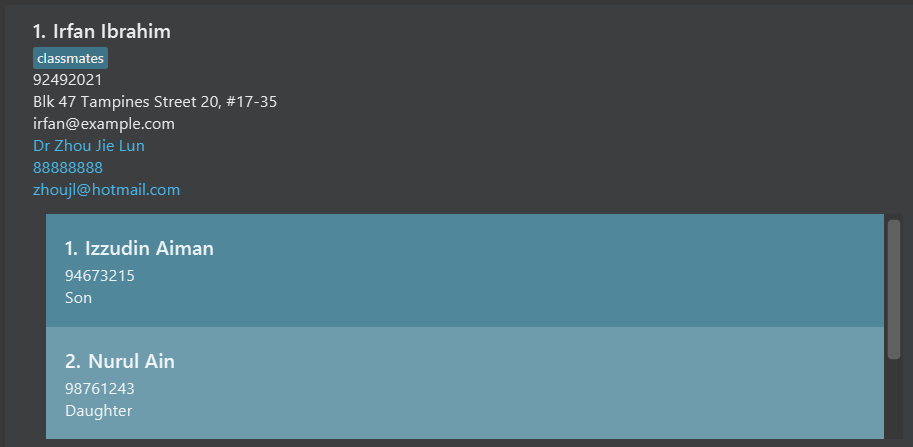 1. Irfan Ibrahim
classmates
92492021
Blk 47 Tampines Street 20, #17-35
irfan@example.com
Dr Zhou Jie Lun
88888888
zhoujl@hotmail.com
1. Izzudin Aiman
94673215
Son
2. Nurul Ain
98761243
Daughter